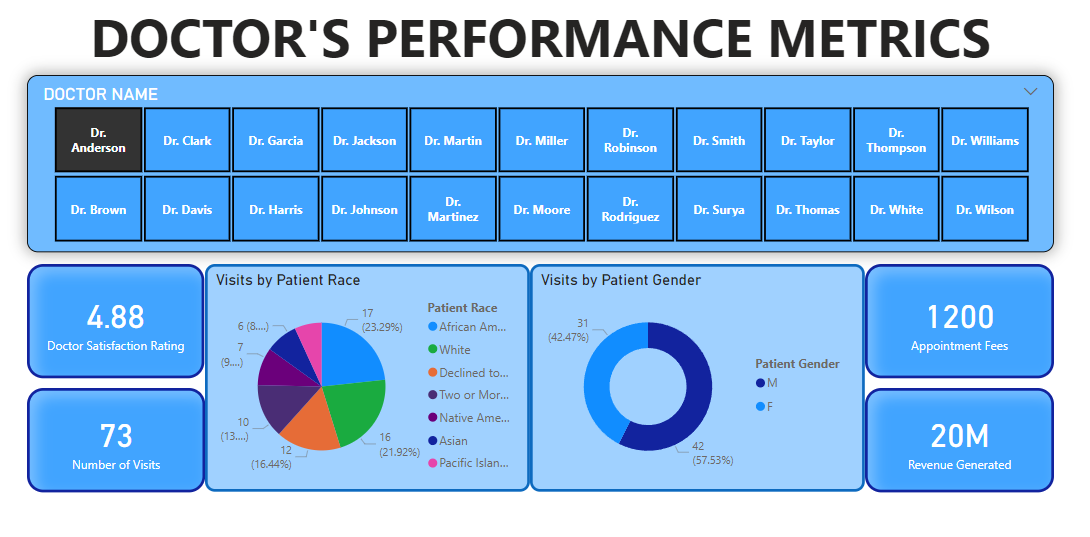 DOCTOR'S PERFORMANCE METRICS
DOCTOR NAME
Dr.
Anderson
Dr. Clark
Dr. Garcia
Dr. Jackson
Dr. Martin
Dr. Miller
Dr.
Robinson
Dr. Smith
Dr. Taylor
Dr.
Thompson
Dr. Williams
Dr. Brown
Dr. Davis
Dr. Harris
Dr. Johnson
Dr.
Martinez
Dr. Moore
Dr.
Rodriguez
Dr. Surya
Dr. Thomas
Dr. White
Dr. Wilson
4.88
Doctor Satisfaction Rating
73
Number of Visits
Visits by Patient Race
17
(23.29%)
16
(21.92%)
12
(16.44%)
10
(13....)
7
(9....)
6 (8....)
Patient Race
African Am...
White
Declined to...
Two or Mor...
Native Ame...
Asian
Pacific Islan...
Visits by Patient Gender
31
(42.47%)
42
(57.53%)
Patient Gender
M
F
1200
Appointment Fees
20M
Revenue Generated